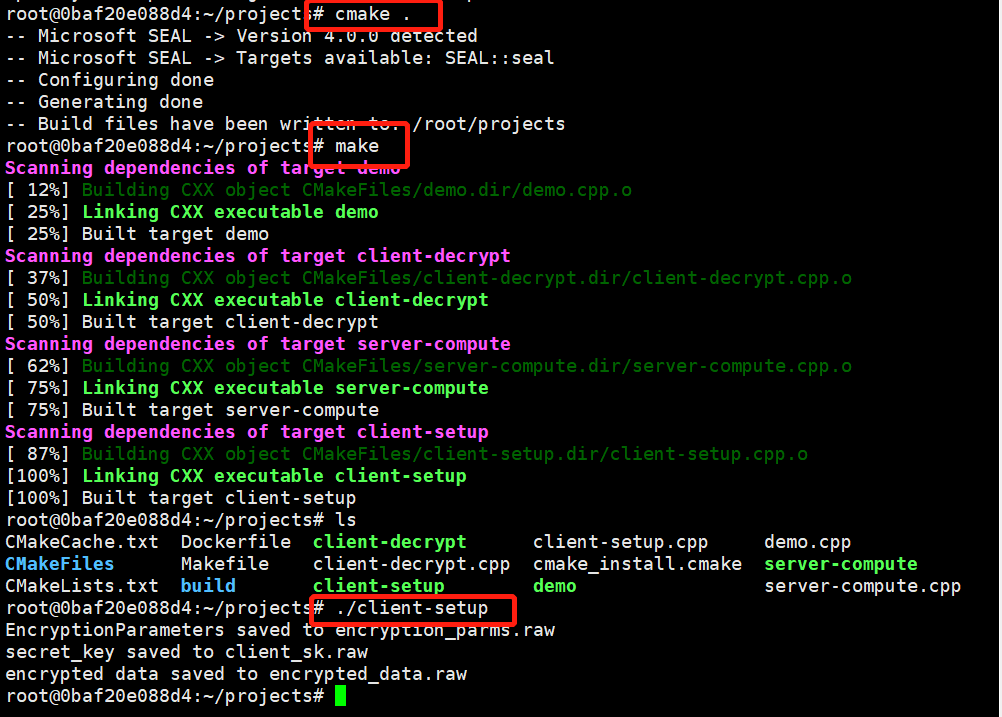 root@0baf20e088d4:~/projects# cmake .
-- Microsoft SEAL -> Version 4.0.0 detected
-- Microsoft SEAL -> Targets available: SEAL::seal
-- Configuring done
-- Generating done
-- Build files have been written to: /root/projects
root@0baf20e088d4:~/projects# make
Scanning dependencies of target demo
[ 12%] Building CXX object CMakeFiles/demo.dir/demo.cpp.o
[ 25%] Linking CXX executable demo
[ 25%] Built target demo
Scanning dependencies of target client-decrypt
[ 37%] Building CXX object CMakeFiles/client-decrypt.dir/client-decrypt.cpp.o
[ 50%] Linking CXX executable client-decrypt
[ 50%] Built target client-decrypt
Scanning dependencies of target server-compute
[ 62%] Building CXX object CMakeFiles/server-compute.dir/server-compute.cpp.o
[ 75%] Linking CXX executable server-compute
[ 75%] Built target server-compute
Scanning dependencies of target client-setup
[ 87%] Building CXX object CMakeFiles/client-setup.dir/client-setup.cpp.o
[100%] Linking CXX executable client-setup
[100%] Built target client-setup
root@0baf20e088d4:~/projects# ls
CMakeCache.txt  Dockerfile  client-decrypt      client-setup.cpp     demo.cpp
CMakeFiles      Makefile    client-decrypt.cpp  cmake_install.cmake  server-compute
CMakeLists.txt  build       client-setup        demo                 server-compute.cpp
root@0baf20e088d4:~/projects# ./client-setup
EncryptionParameters saved to encryption_parms.raw
secret_key saved to client_sk.raw
encrypted data saved to encrypted_data.raw
root@0baf20e088d4:~/projects#